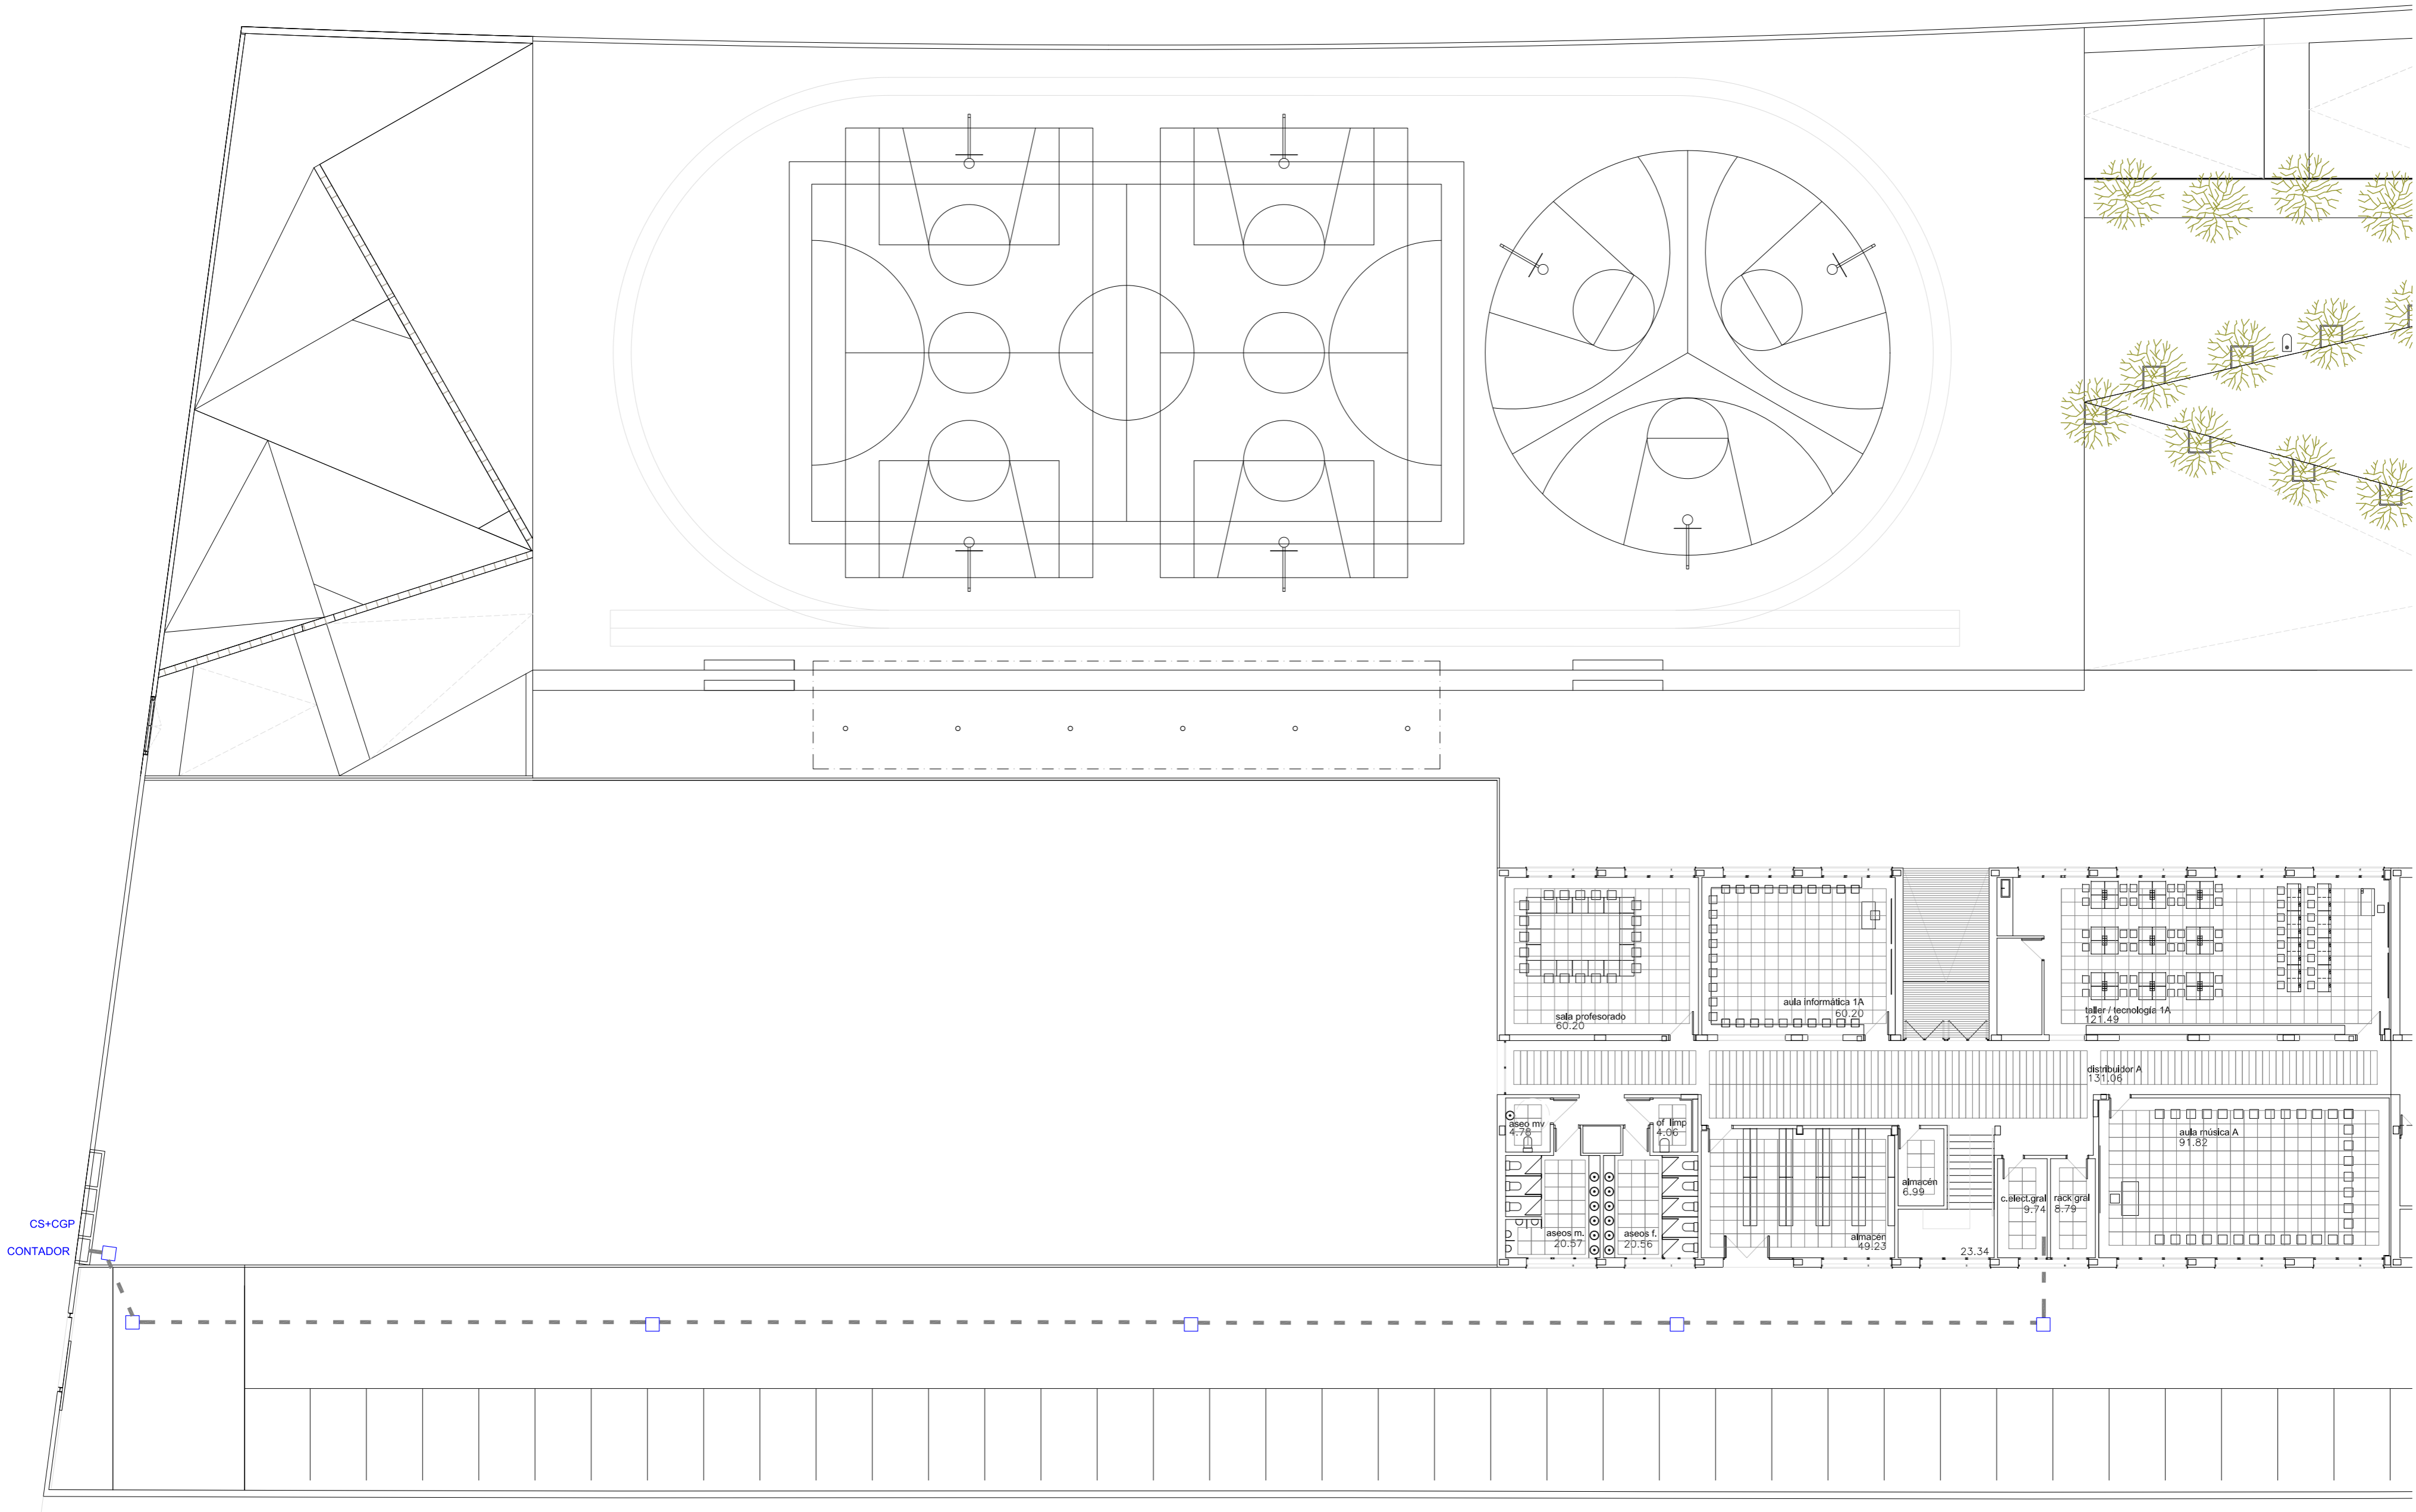 aula informática 1A
60.20
sala profesorado
60.20
taller / tecnología 1A
121.49
distribuidor A
131.06
aseo mv
4.78
of limp
4.06
aula música A
91.82
almacén
6.99
c.elect.gral
9.74
rack gral
8.79
CS+CGP
aseos m.
20.57
aseos f.
20.56
almacén
49.23
23.34
CONTADOR